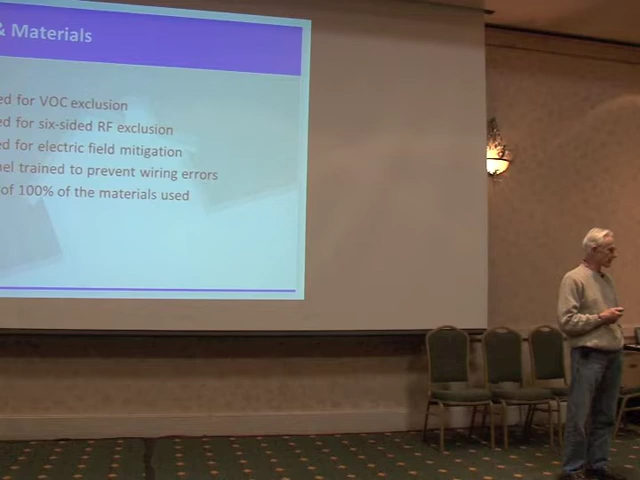 & Materials
ed for VOC exclusion
ed for six-sided RF exclusion
ed for electric field mitigation
nel trained to prevent wiring errors
of 100% of the materials used